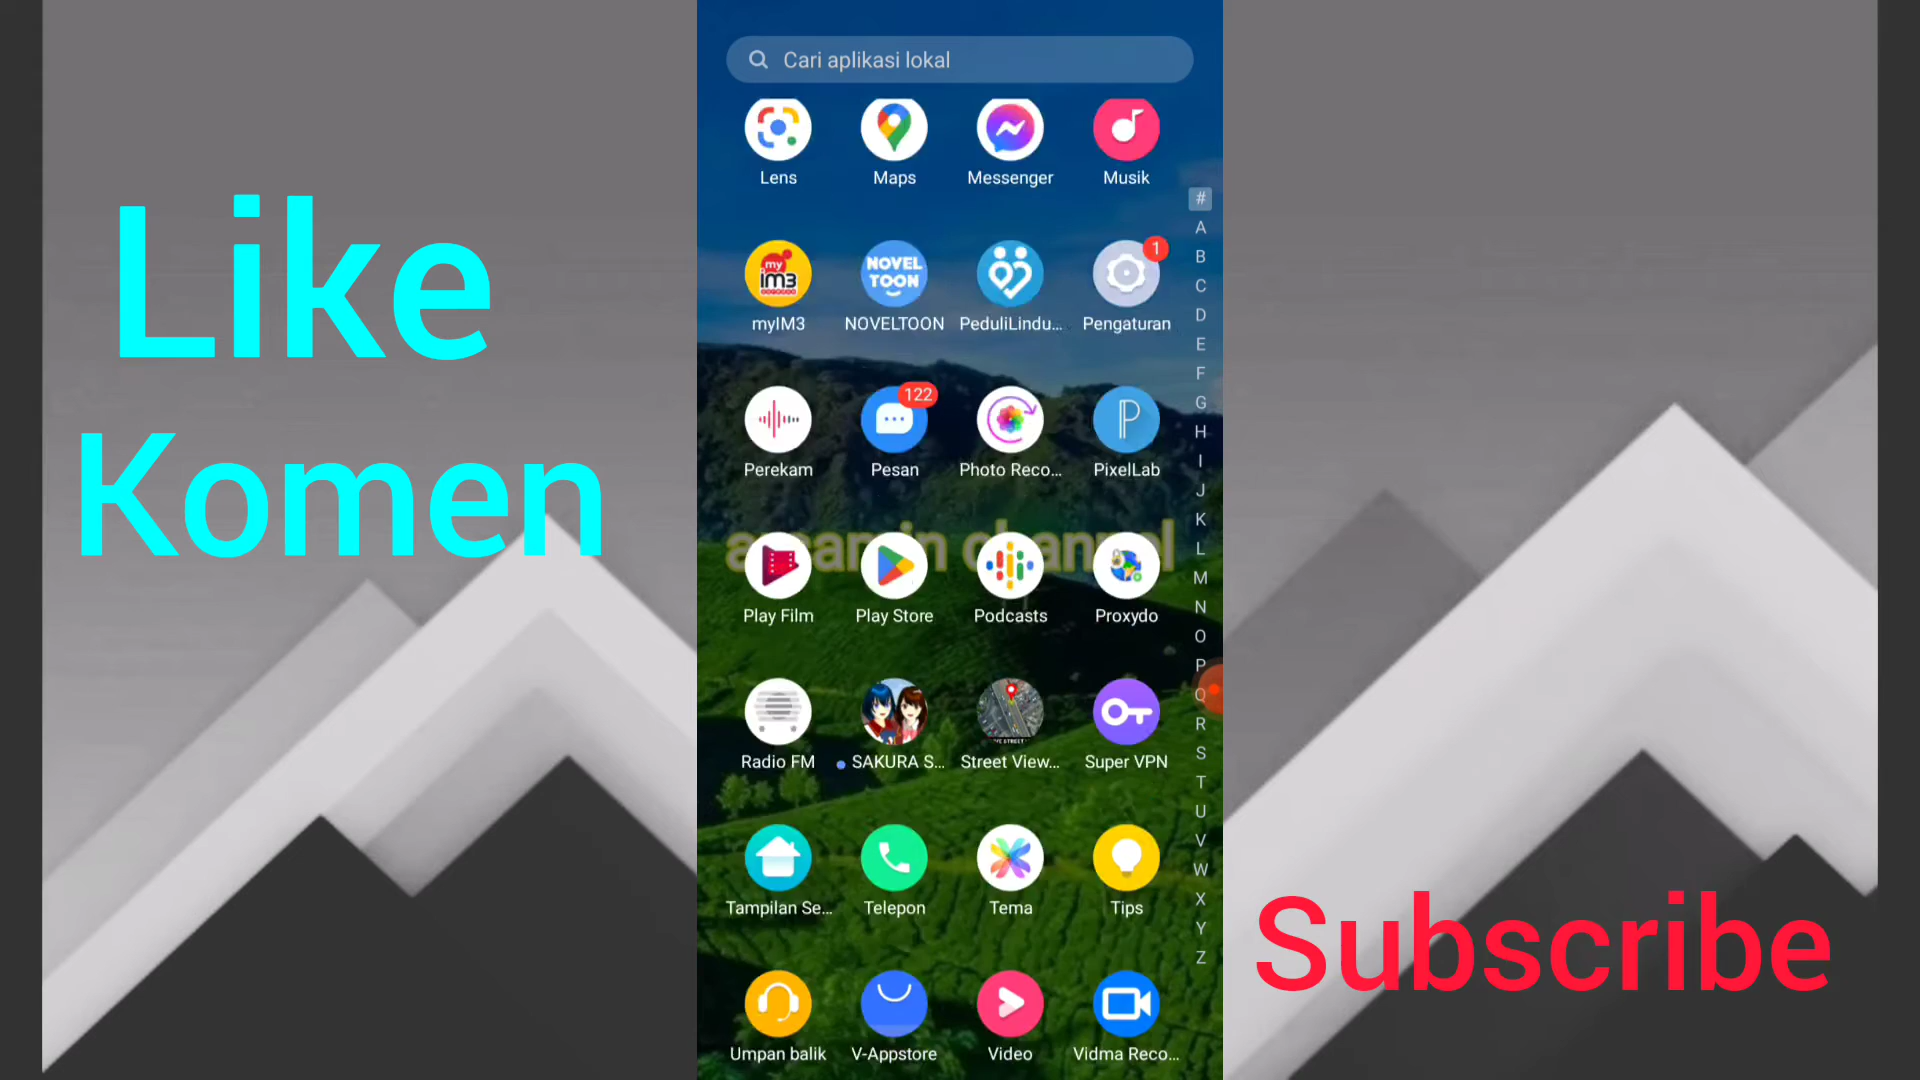 Like
Komen
Cari aplikasi lokal
Lens
Maps
Messenger
Musik
#
A
B
C
D
E
F
G
H
I
J
K
L
M
N
O
P
Q
R
S
T
U
V
W
X
Y
Z
my
im3
myIM3
NOVEL
TOON
NOVELTOON
PeduliLindu...
1
Pengaturan
Perekam
122
Pesan
Photo Reco...
PixelLab
channel
Play Film
Play Store
Podcasts
Proxydo
Radio FM
SAKURA S...
Street View...
Super VPN
Tampilan Se...
Telepon
Tema
Tips
Umpan balik
V-Appstore
Video
Vidma Reco...
Subscribe